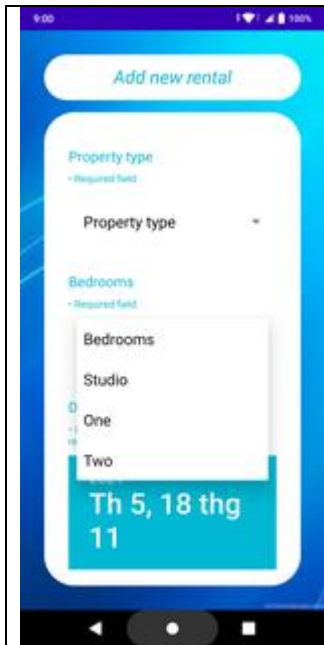 9:00
100%
Add new rental
Property type
• Required field
Property type
Bedrooms
• Required field
Bedrooms
Studio
One
Two
D
Th 5, 18 thg
11